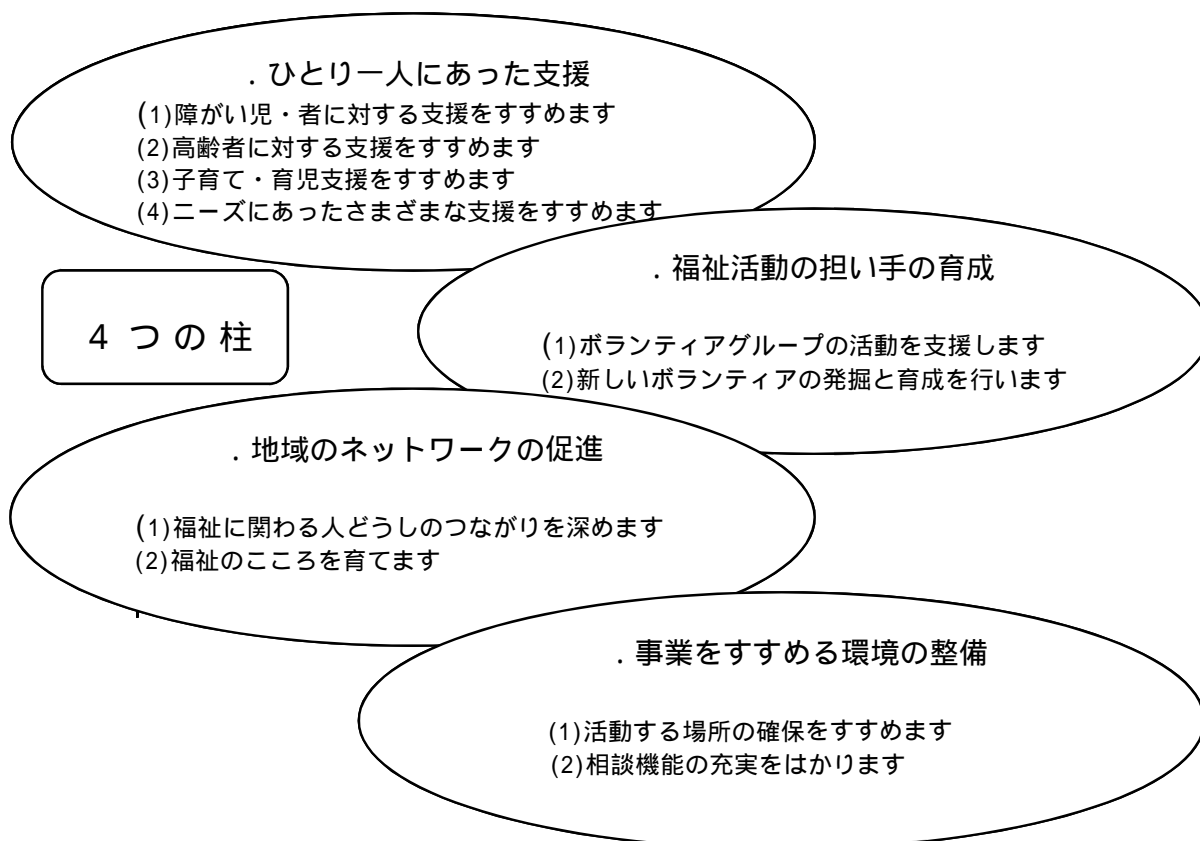 ．ひとり一人にあった支援
(1)障がい児・者に対する支援をすすめます
(2)高齢者に対する支援をすすめます
(3)子育て・育児支援をすすめます
(4)ニーズにあったさまざまな支援をすすめます
．福祉活動の担い手の育成
４つの柱
(1)ボランティアグループの活動を支援します
(2)新しいボランティアの発掘と育成を行います
．地域のネットワークの促進
(1)福祉に関わる人どうしのつながりを深めます
(2)福祉のこころを育てます
．事業をすすめる環境の整備
(1)活動する場所の確保をすすめます
(2)相談機能の充実をはかります